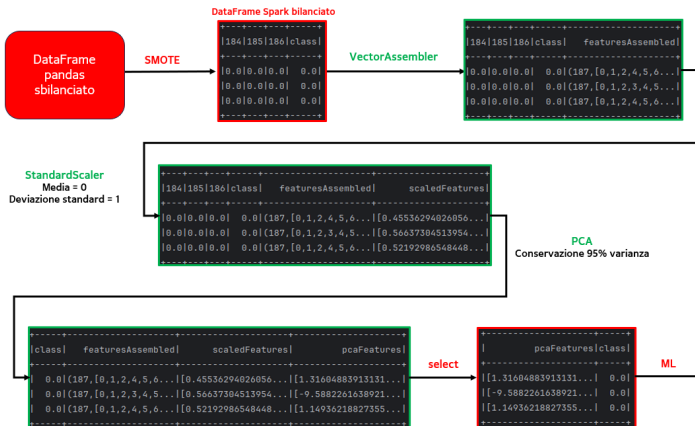 DataFrame Spark bilanciato
DataFrame
pandas
sbilanciato
SMOTE
+---+---+---+-----+
|184|185|186|class|
+---+---+---+-----+
|0.0|0.0|0.0|  0.0|
|0.0|0.0|0.0|  0.0|
|0.0|0.0|0.0|  0.0|
+---+---+---+-----+
VectorAssembler
+---+---+---+-----+--------------------+
|184|185|186|class|   featuresAssembled|
+---+---+---+-----+--------------------+
|0.0|0.0|0.0|  0.0|(187,[0,1,2,4,5,6...|
|0.0|0.0|0.0|  0.0|(187,[0,1,2,3,4,5...|
|0.0|0.0|0.0|  0.0|(187,[0,1,2,4,5,6...|
+---+---+---+-----+--------------------+
StandardScaler
Media = 0
Deviazione standard = 1
+---+---+---+-----+--------------------+--------------------+
|184|185|186|class|   featuresAssembled|      scaledFeatures|
+---+---+---+-----+--------------------+--------------------+
|0.0|0.0|0.0|  0.0|(187,[0,1,2,4,5,6...|[0.45536294026056...|
|0.0|0.0|0.0|  0.0|(187,[0,1,2,3,4,5...|[0.56637304513954...|
|0.0|0.0|0.0|  0.0|(187,[0,1,2,4,5,6...|[0.52192986548448...|
+---+---+---+-----+--------------------+--------------------+
PCA
Conservazione 95% varianza
+-----+--------------------+--------------------+--------------------+
|class|   featuresAssembled|      scaledFeatures|         pcaFeatures|
+-----+--------------------+--------------------+--------------------+
|  0.0|(187,[0,1,2,4,5,6...|[0.45536294026056...|[1.31604883913131...|
|  0.0|(187,[0,1,2,3,4,5...|[0.56637304513954...|[-9.5882261638921...|
|  0.0|(187,[0,1,2,4,5,6...|[0.52192986548448...|[1.14936218827355...|
+-----+--------------------+--------------------+--------------------+
select
+--------------------+-----+
|         pcaFeatures|class|
+--------------------+-----+
|[1.31604883913131...|  0.0|
|[-9.5882261638921...|  0.0|
|[1.14936218827355...|  0.0|
+--------------------+-----+
ML